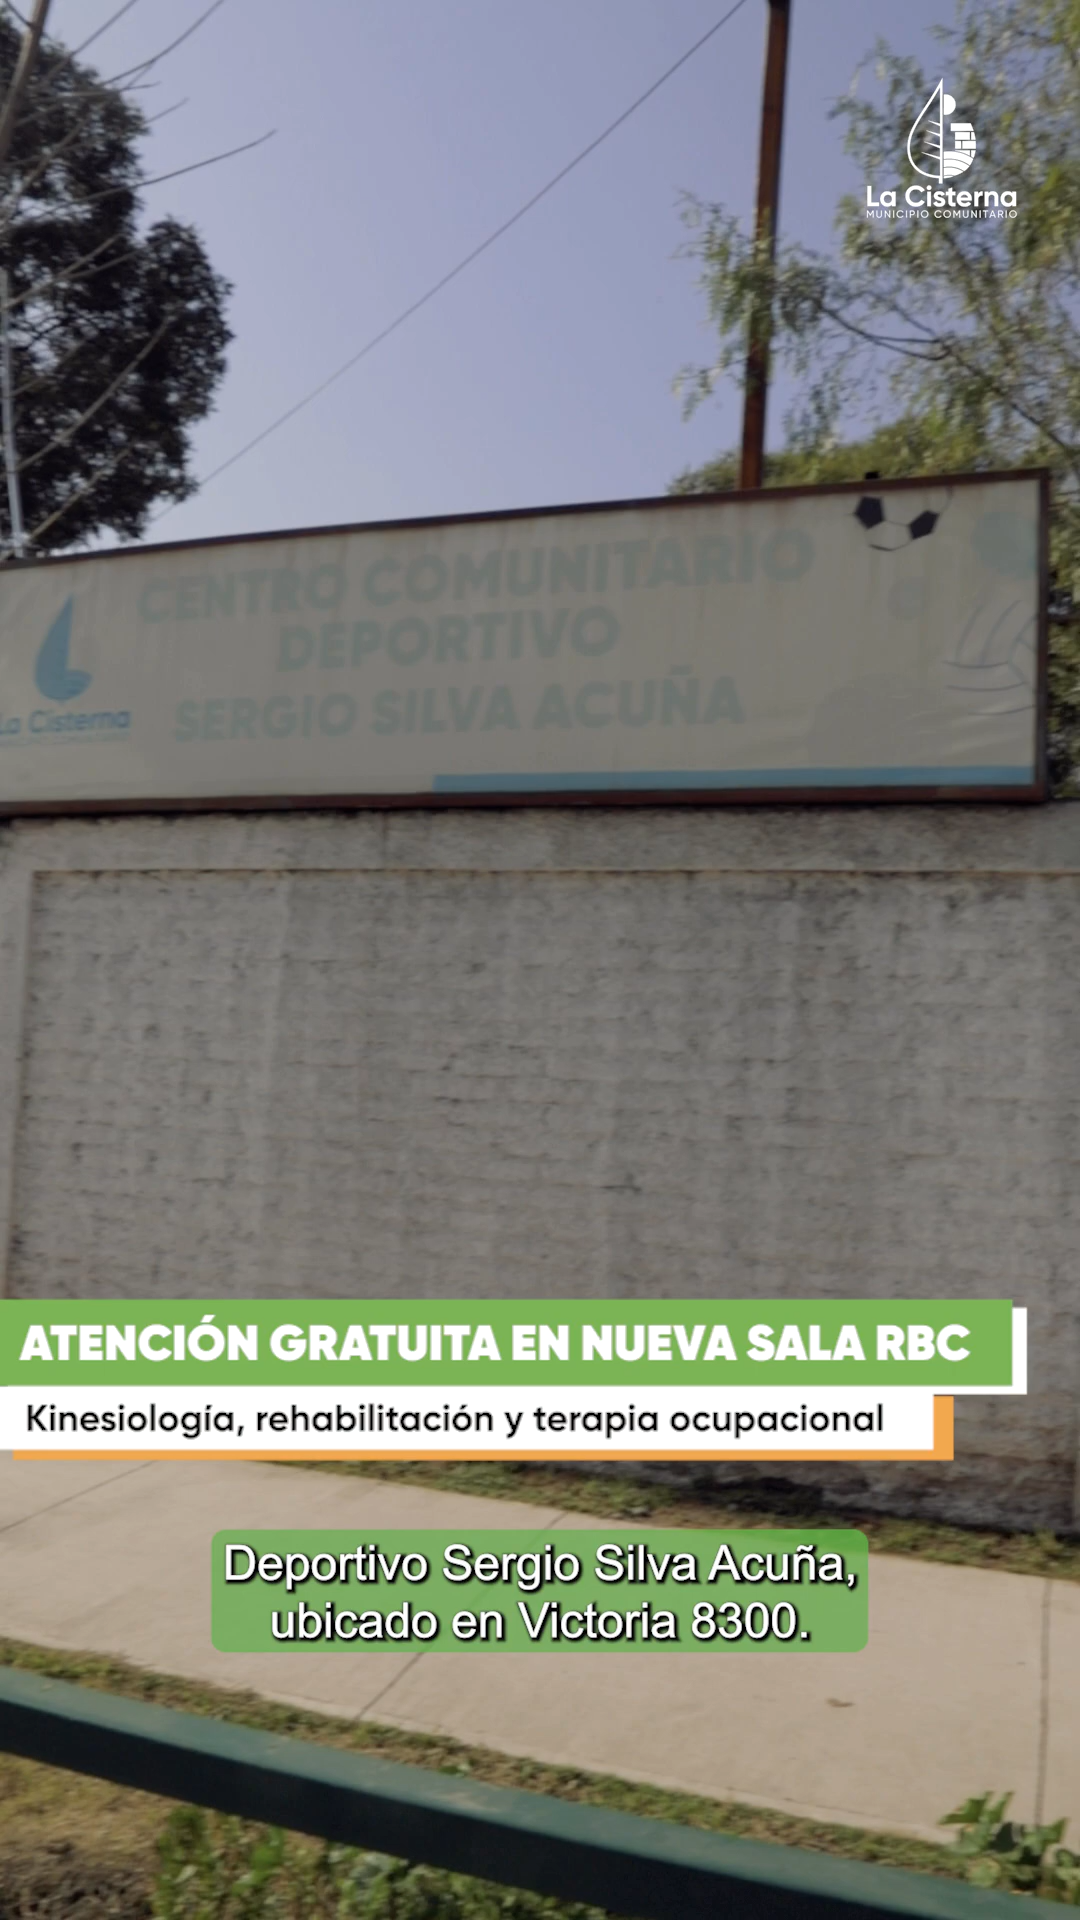 La Cisterna
MUNICIPIO COMUNITARIO
CENTRO COMUNITARIO
DEPORTIVO
SERGIO SILVA ACUÑA
La Cisterna
ATENCIÓN GRATUITA EN NUEVA SALA RBC
Kinesiología, rehabilitación y terapia ocupacional
Deportivo Sergio Silva Acuña,
ubicado en Victoria 8300.